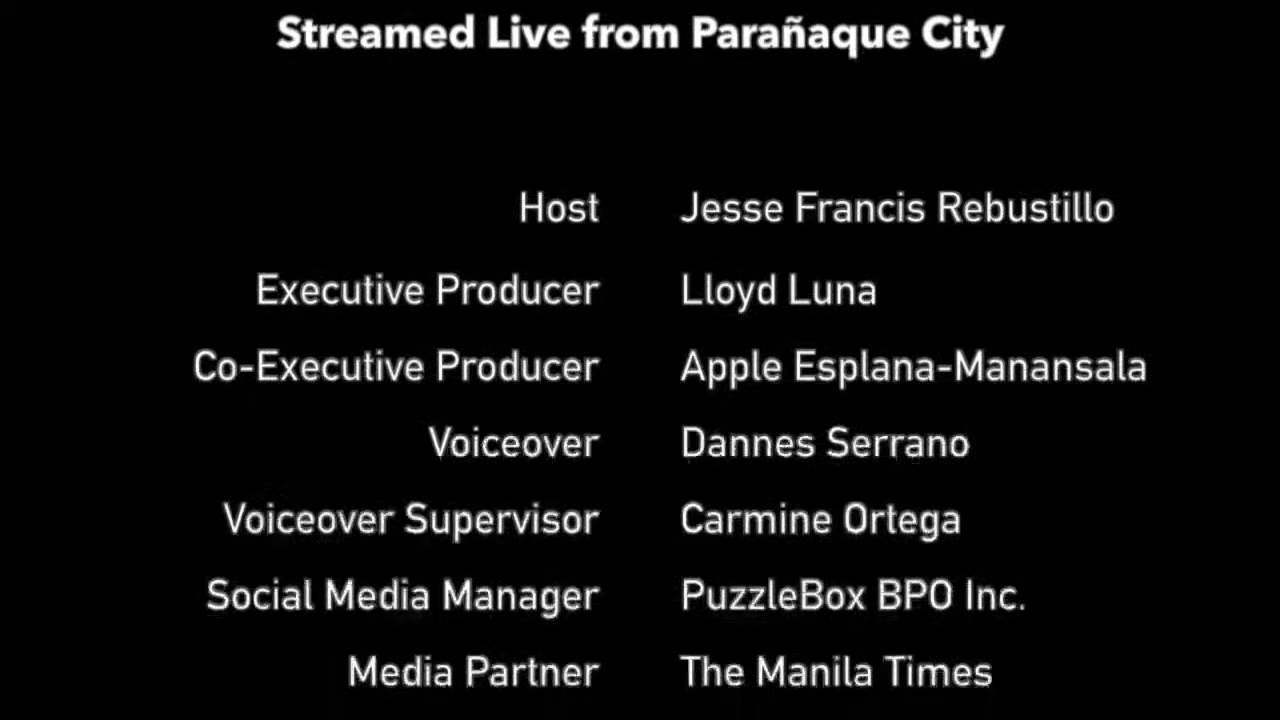 Streamed Live from Parañaque City
Host Jesse Francis Rebustillo
Executive Producer Lloyd Luna
Co-Executive Producer Apple Esplana-Manansala
Voiceover Dannes Serrano
Voiceover Supervisor Carmine Ortega
Social Media Manager PuzzleBox BPO Inc.
Media Partner The Manila Times